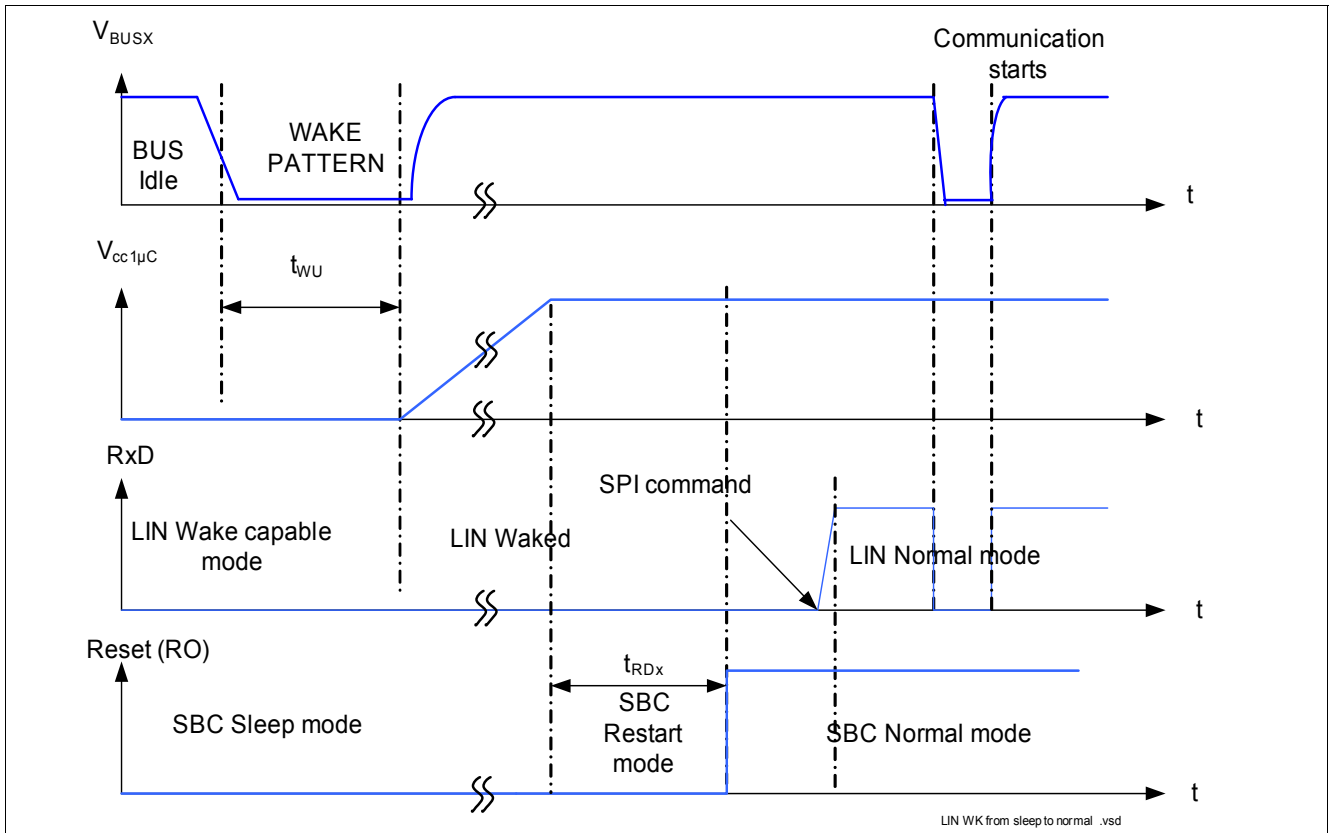 V_BUSX
Communication
starts
BUS
Idle
WAKE
PATTERN
t
V_cc1µC
t_WU
t
RxD
SPI command
LIN Wake capable
mode
LIN Waked
LIN Normal mode
t
Reset (RO)
t_RDx
SBC Sleep mode
SBC
Restart
mode
SBC Normal mode
t
LIN WK from sleep to normal .vsd